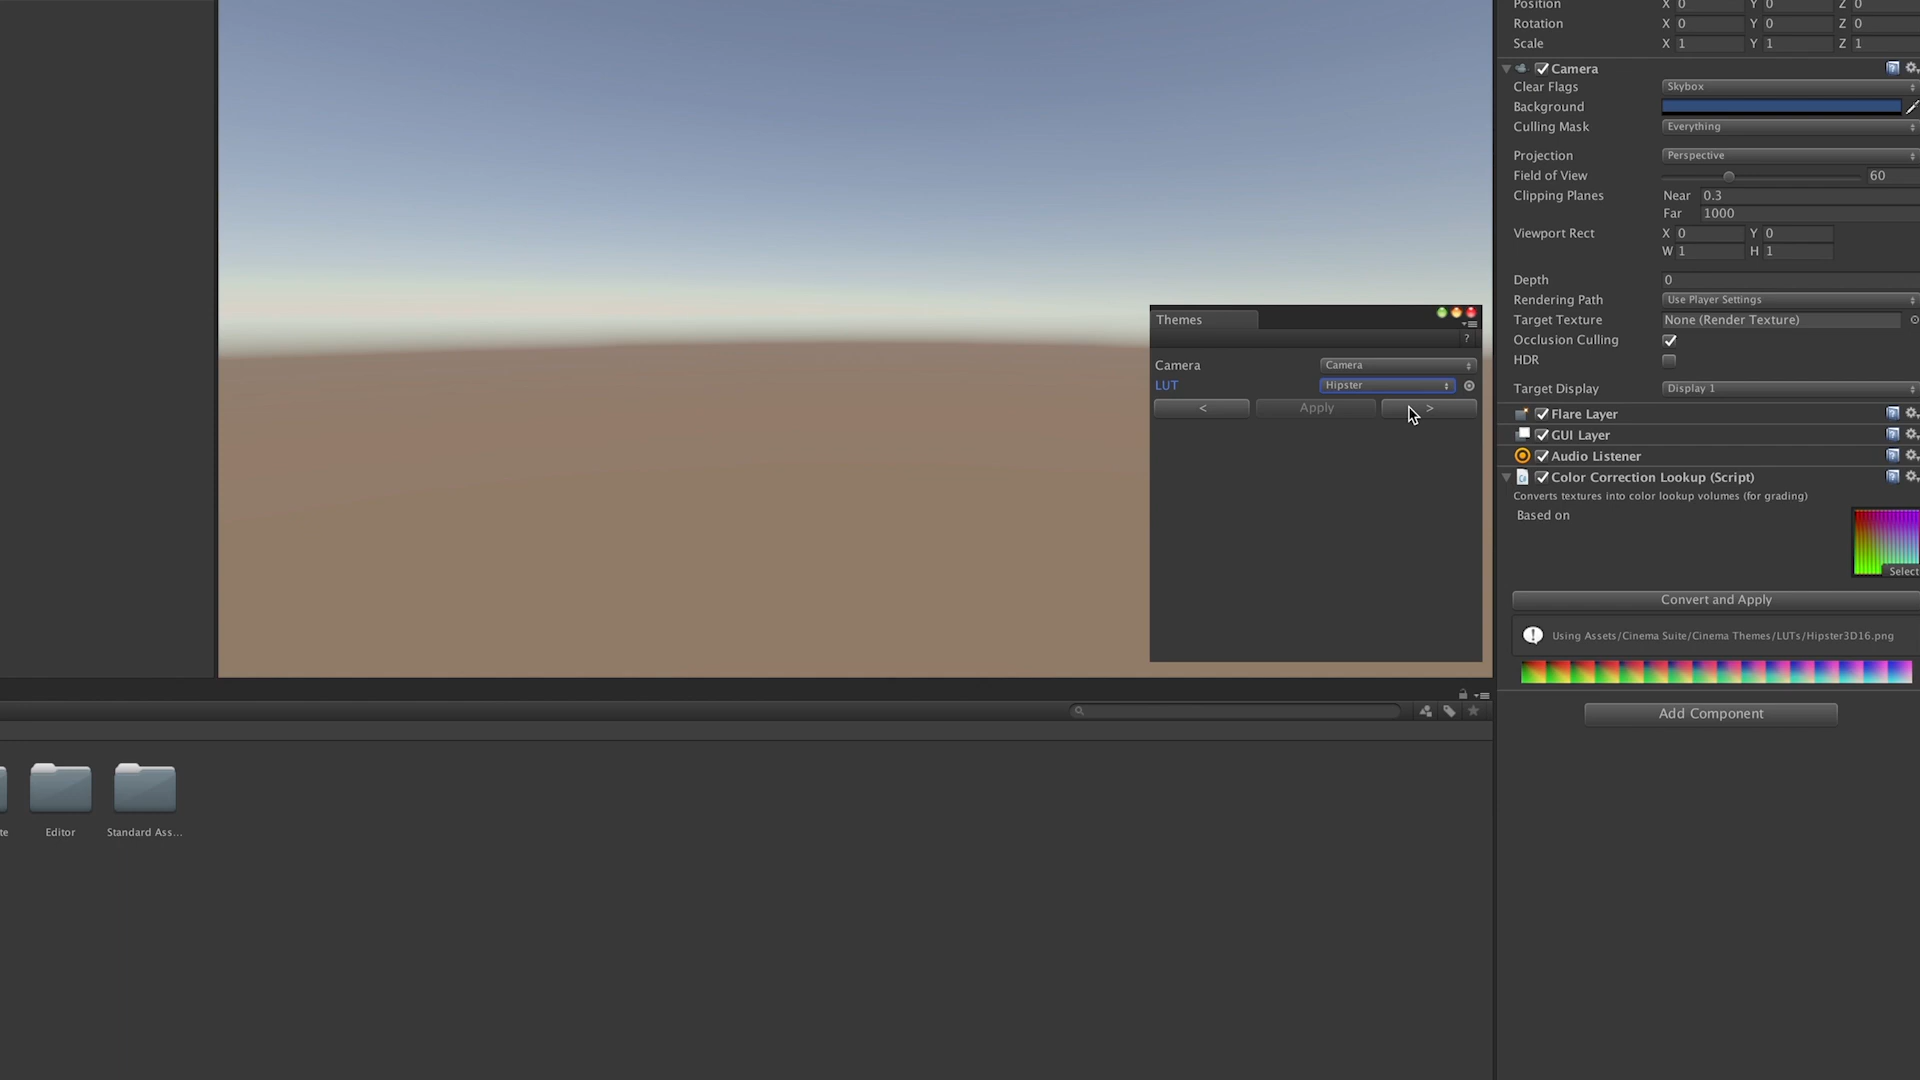 Position X 0 Y 0 Z 0
Rotation X 0 Y 0 Z 0
Scale X 1 Y 1 Z 1
Camera
Clear Flags Skybox
Background
Culling Mask Everything
Projection Perspective
Field of View 60
Clipping Planes Near 0.3
Far 1000
Viewport Rect X 0 Y 0
W 1 H 1
Depth 0
Rendering Path Use Player Settings
Target Texture None (Render Texture)
Occlusion Culling
HDR
Target Display Display 1
Flare Layer
GUI Layer
Audio Listener
Color Correction Lookup (Script)
Converts textures into color lookup volumes (for grading)
Based on
Select
Convert and Apply
Using Assets/Cinema Suite/Cinema Themes/LUTs/Hipster3D16.png
Add Component
Themes
?
Camera Camera
LUT Hipster
< Apply >
te Editor Standard Ass...